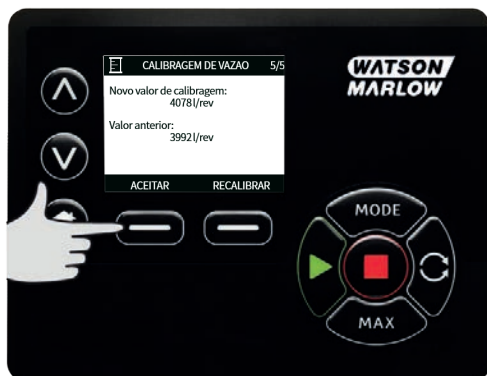 CALIBRAGEM DE VAZAO 5/5
Novo valor de calibragem:
4078 l/rev
Valor anterior:
3992 l/rev
ACEITAR RECALIBRAR
WATSON
MARLOW
MODE
MAX